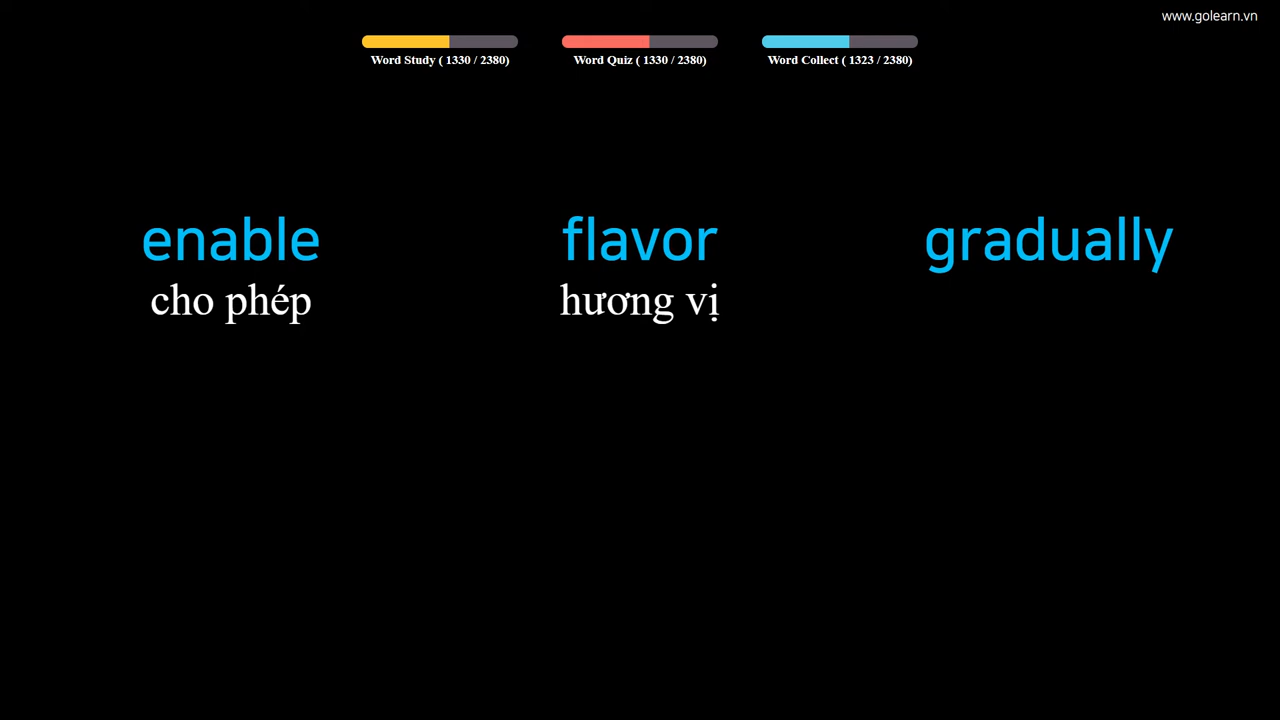 www.golearn.vn
Word Study ( 1330 / 2380)
Word Quiz ( 1330 / 2380)
Word Collect ( 1323 / 2380)
enable
cho phép
flavor
hương vị
gradually